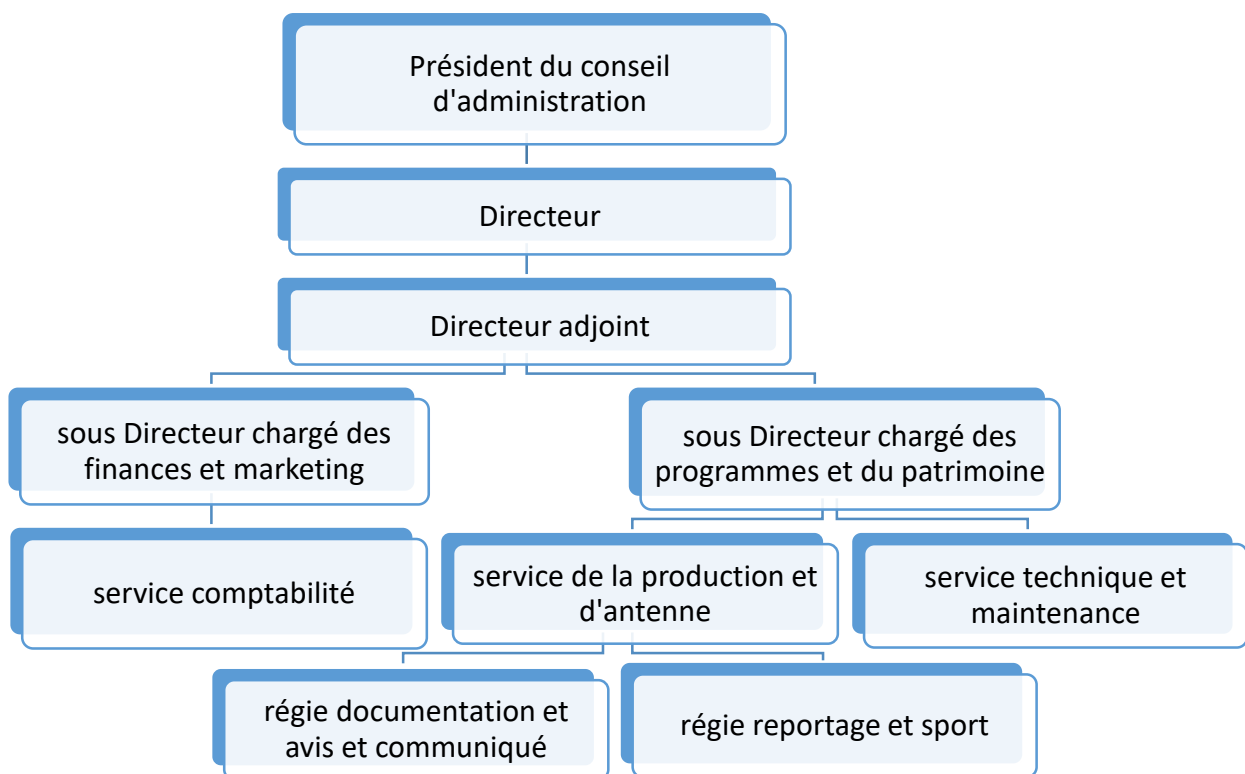 Président du conseil
d'administration
Directeur
Directeur adjoint
sous Directeur chargé des
finances et marketing
sous Directeur chargé des
programmes et du patrimoine
service comptabilité
service de la production et
d'antenne
service technique et
maintenance
régie documentation et
avis et communiqué
régie reportage et sport